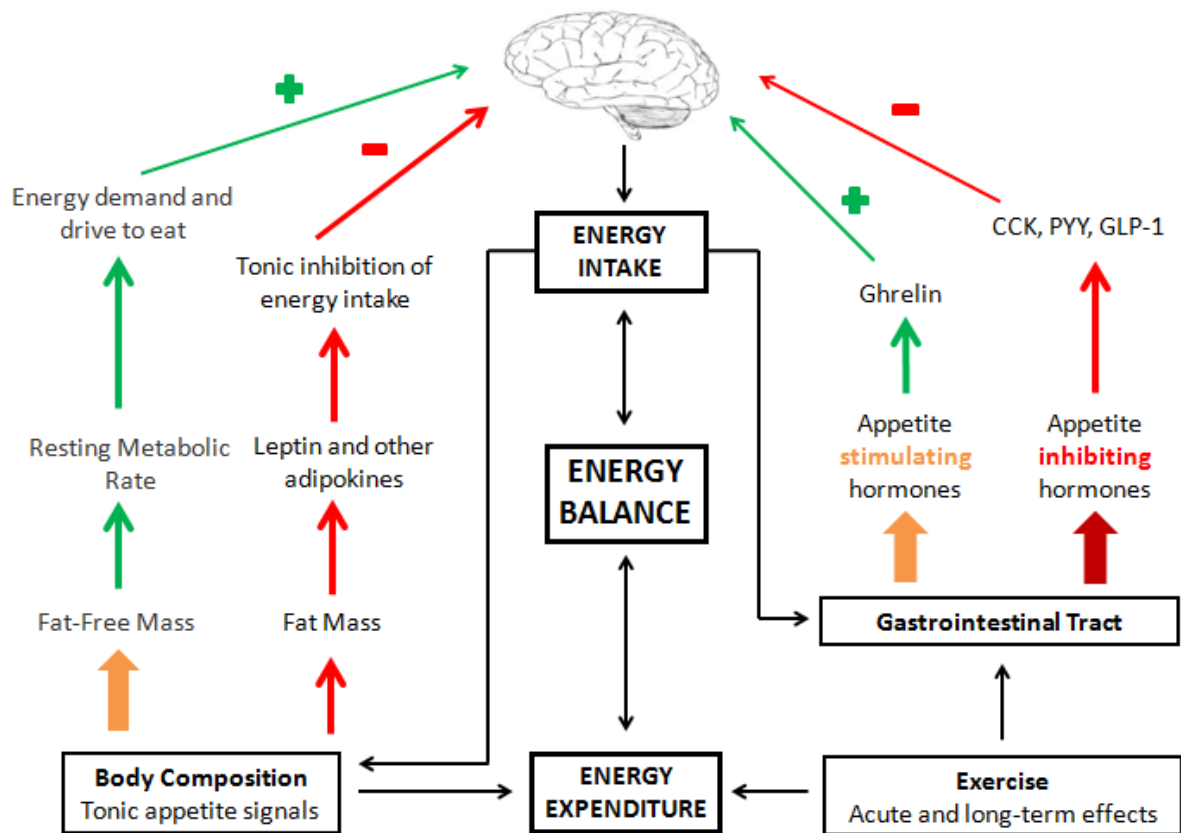 Energy demand and
drive to eat
Tonic inhibition of
energy intake
Resting Metabolic
Rate
Leptin and other
adipokines
Fat-Free Mass
Fat Mass
Body Composition
Tonic appetite signals
ENERGY
INTAKE
ENERGY
BALANCE
ENERGY
EXPENDITURE
CCK, PYY, GLP-1
Ghrelin
Appetite
stimulating
hormones
Appetite
inhibiting
hormones
Gastrointestinal Tract
Exercise
Acute and long-term effects